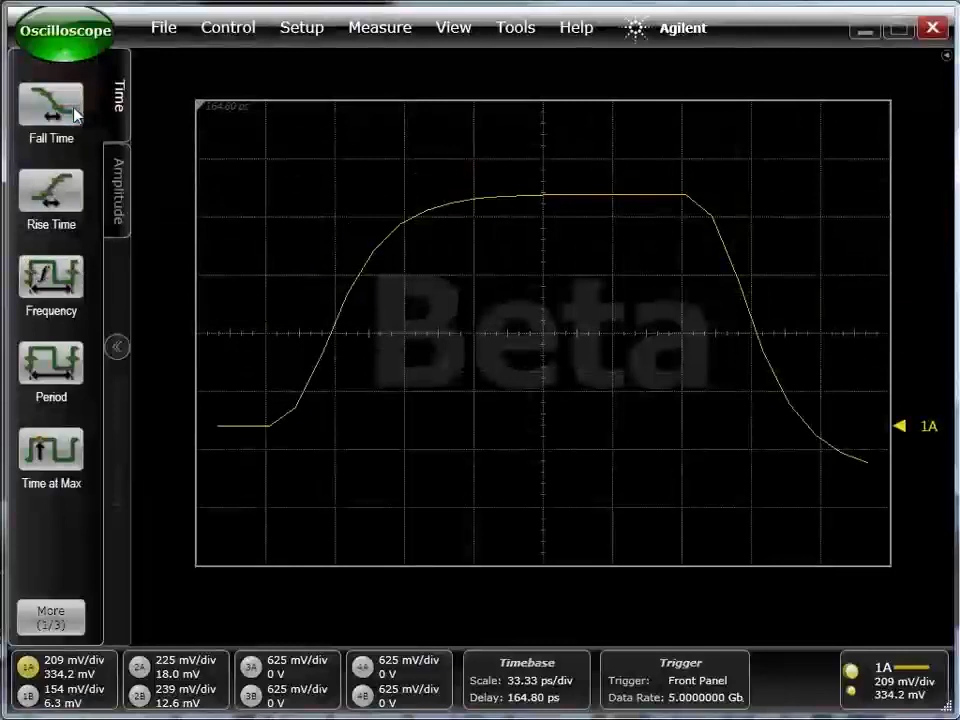 Oscilloscope
File Control Setup Measure View Tools Help Agilent
Time
Amplitude
Fall Time
Rise Time
f
Frequency
Period
Time at Max
More
(1/3)
164.80 ps
Beta
1A
1A 209 mV/div
334.2 mV
1B 154 mV/div
6.3 mV
2A 225 mV/div
18.0 mV
2B 239 mV/div
12.6 mV
3A 625 mV/div
0 V
3B 625 mV/div
0 V
4A 625 mV/div
0 V
4B 625 mV/div
0 V
Timebase
Scale: 33.33 ps/div
Delay: 164.80 ps
Trigger
Trigger: Front Panel
Data Rate: 5.0000000 Gb
1A
209 mV/div
334.2 mV